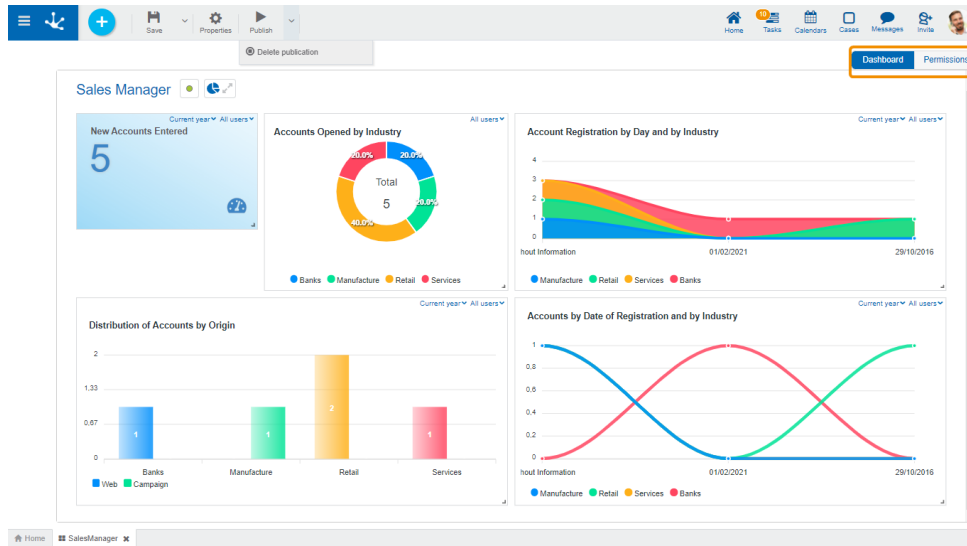 Save
Properties
Publish
Home
10
Tasks
Calendars
Cases
Messages
Invite
Delete publication
Dashboard
Permissions
Sales Manager
Current year All users
New Accounts Entered
5
All users
Accounts Opened by Industry
20.0%
20.0%
Total
5
20.0%
40.0%
Banks Manufacture Retail Services
Current year All users
Account Registration by Day and by Industry
4
3
2
1
0
hout Information 01/02/2021 29/10/2016
Manufacture Retail Services Banks
Current year All users
Distribution of Accounts by Origin
2
1,33
0,67
0
1
1
2
1
Banks Manufacture Retail Services
Web Campaign
Current year All users
Accounts by Date of Registration and by Industry
1
0,8
0,6
0,4
0,2
0
hout Information 01/02/2021 29/10/2016
Manufacture Retail Services Banks
Home SalesManager